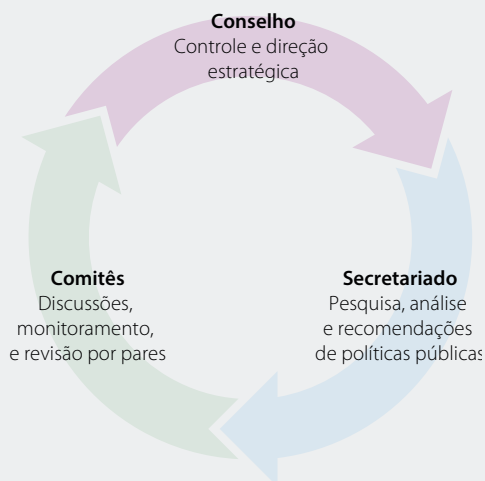 Conselho
Controle e direção
estratégica
Comitês
Discussões,
monitoramento,
e revisão por pares
Secretariado
Pesquisa, análise
e recomendações
de políticas públicas